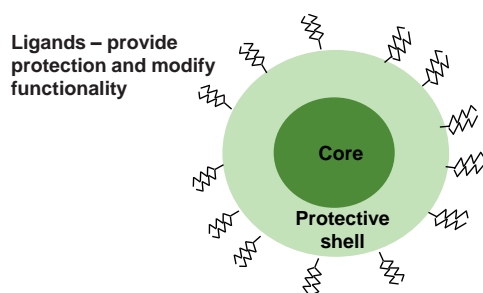 Ligands – provide
protection and modify
functionality
Core
Protective
shell